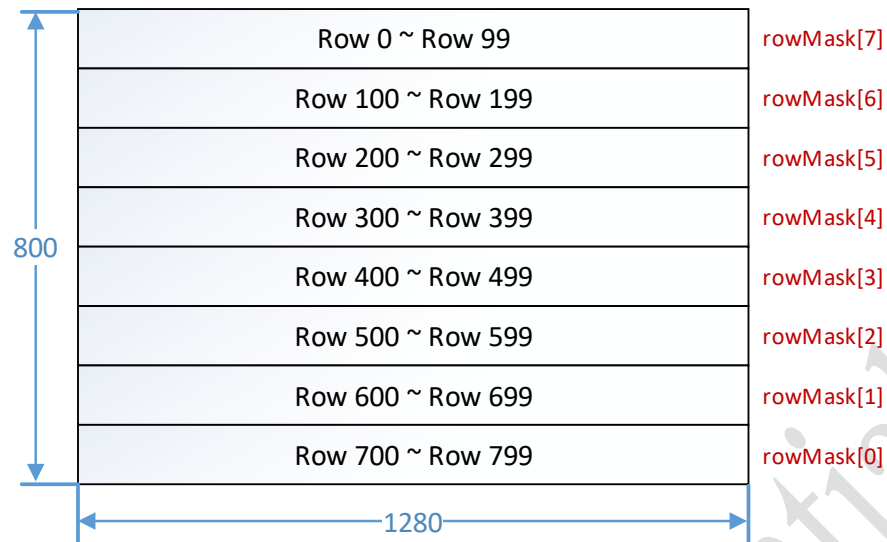 Row 0 ~ Row 99 rowMask[7]
Row 100 ~ Row 199 rowMask[6]
Row 200 ~ Row 299 rowMask[5]
Row 300 ~ Row 399 rowMask[4]
800
Row 400 ~ Row 499 rowMask[3]
Row 500 ~ Row 599 rowMask[2]
Row 600 ~ Row 699 rowMask[1]
Row 700 ~ Row 799 rowMask[0]
1280